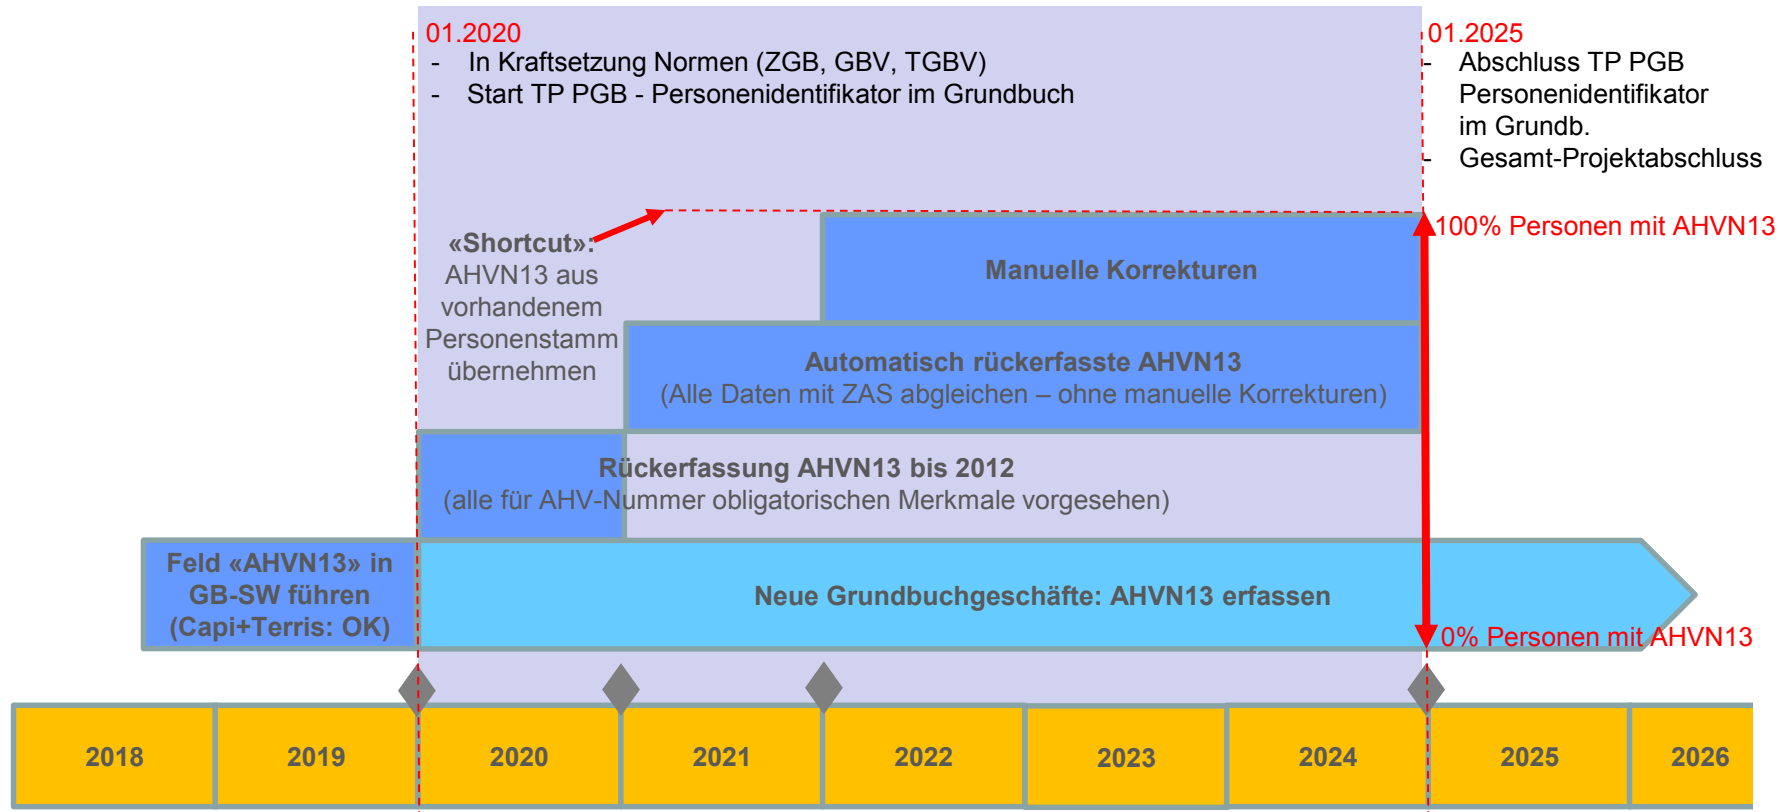 01.2020
- In Kraftsetzung Normen (ZGB, GBV, TGBV)
- Start TP PGB - Personenidentifikator im Grundbuch
01.2025
- Abschluss TP PGB
Personenidentifikator
im Grundb.
- Gesamt-Projektabschluss
«Shortcut»:
AHVN13 aus
vorhandenem
Personenstamm
übernehmen
100% Personen mit AHVN13
Manuelle Korrekturen
Automatisch rückerfasste AHVN13
(Alle Daten mit ZAS abgleichen – ohne manuelle Korrekturen)
Rückerfassung AHVN13 bis 2012
(alle für AHV-Nummer obligatorischen Merkmale vorgesehen)
Feld «AHVN13» in
GB-SW führen
(Capi+Terris: OK)
Neue Grundbuchgeschäfte: AHVN13 erfassen
0% Personen mit AHVN13
2018
2019
2020
2021
2022
2023
2024
2025
2026